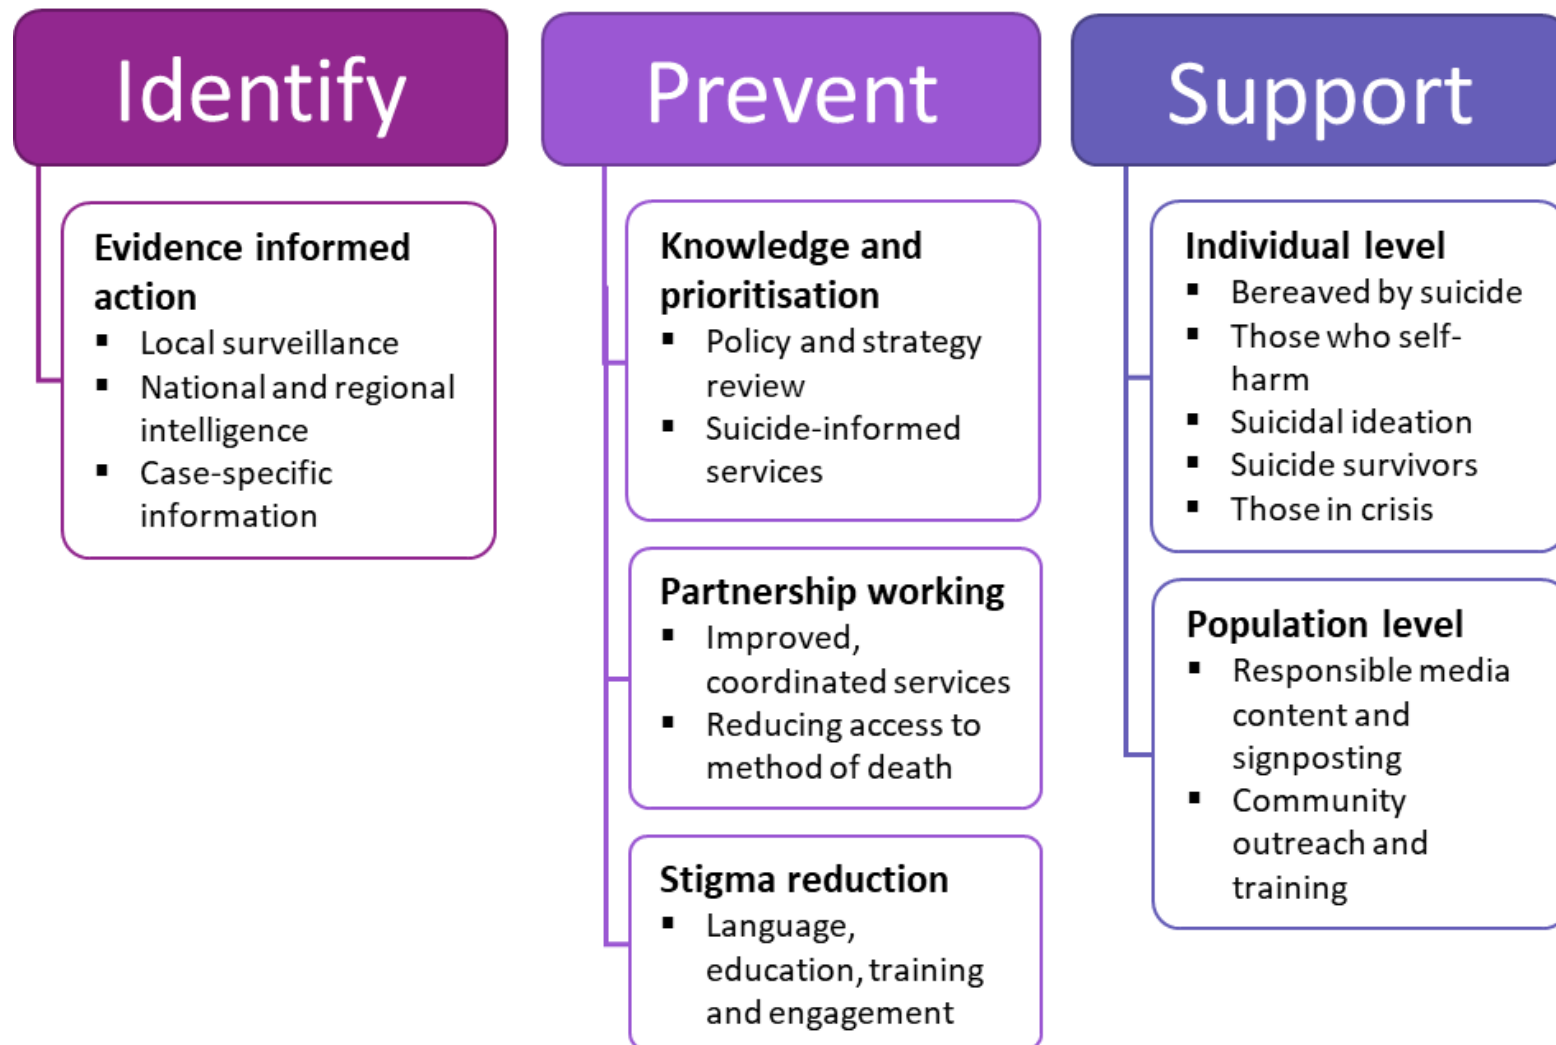 Identify
Evidence informed
action
▪ Local surveillance
▪ National and regional
intelligence
▪ Case-specific
information
Prevent
Knowledge and
prioritisation
▪ Policy and strategy
review
▪ Suicide-informed
services
Partnership working
▪ Improved,
coordinated services
▪ Reducing access to
method of death
Stigma reduction
▪ Language,
education, training
and engagement
Support
Individual level
▪ Bereaved by suicide
▪ Those who self-
harm
▪ Suicidal ideation
▪ Suicide survivors
▪ Those in crisis
Population level
▪ Responsible media
content and
signposting
▪ Community
outreach and
training